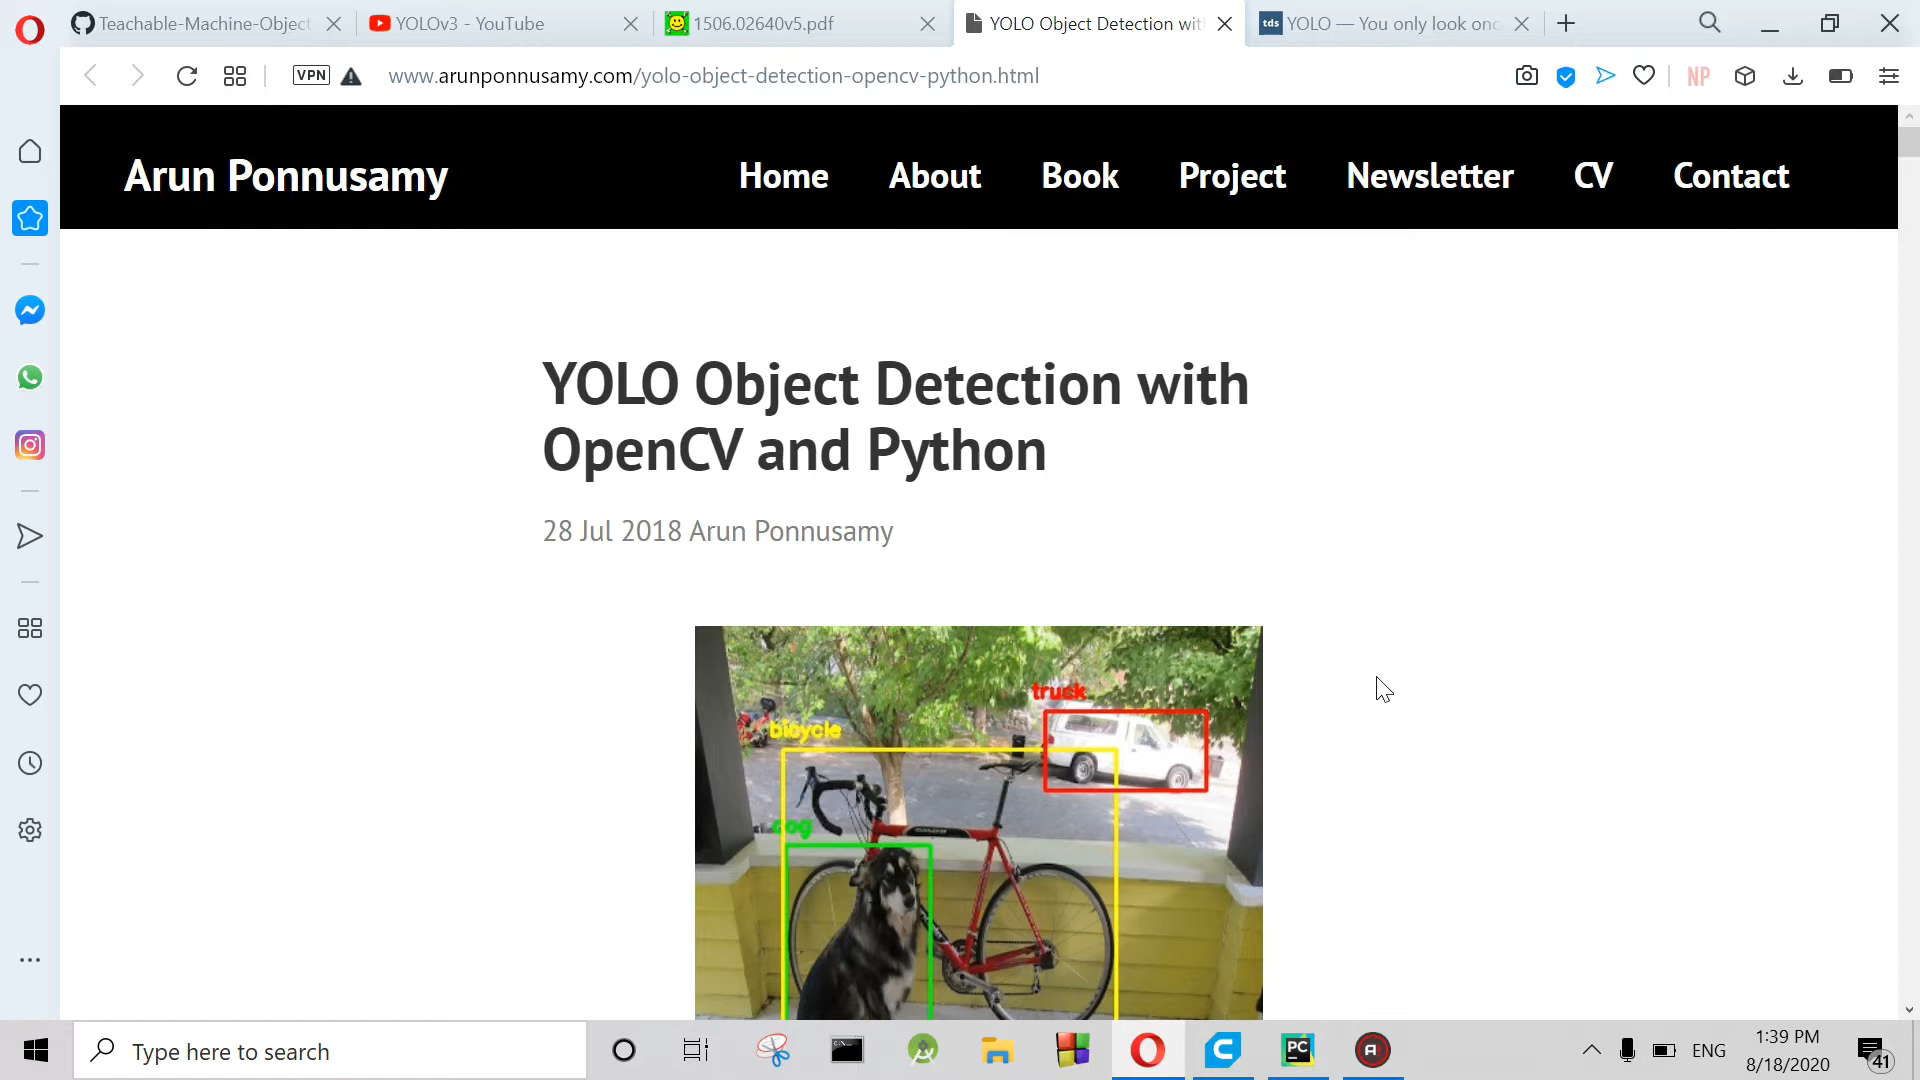 Teachable-Machine-Object
YOLOv3 - YouTube
1506.02640v5.pdf
YOLO Object Detection wit
tds
YOLO — You only look onc
VPN
www.arunponnusamy.com/yolo-object-detection-opencv-python.html
NP
Arun Ponnusamy
Home
About
Book
Project
Newsletter
CV
Contact
YOLO Object Detection with
OpenCV and Python
28 Jul 2018 Arun Ponnusamy
truck
bicycle
dog
Type here to search
PC
A
ENG
1:39 PM
8/18/2020
41